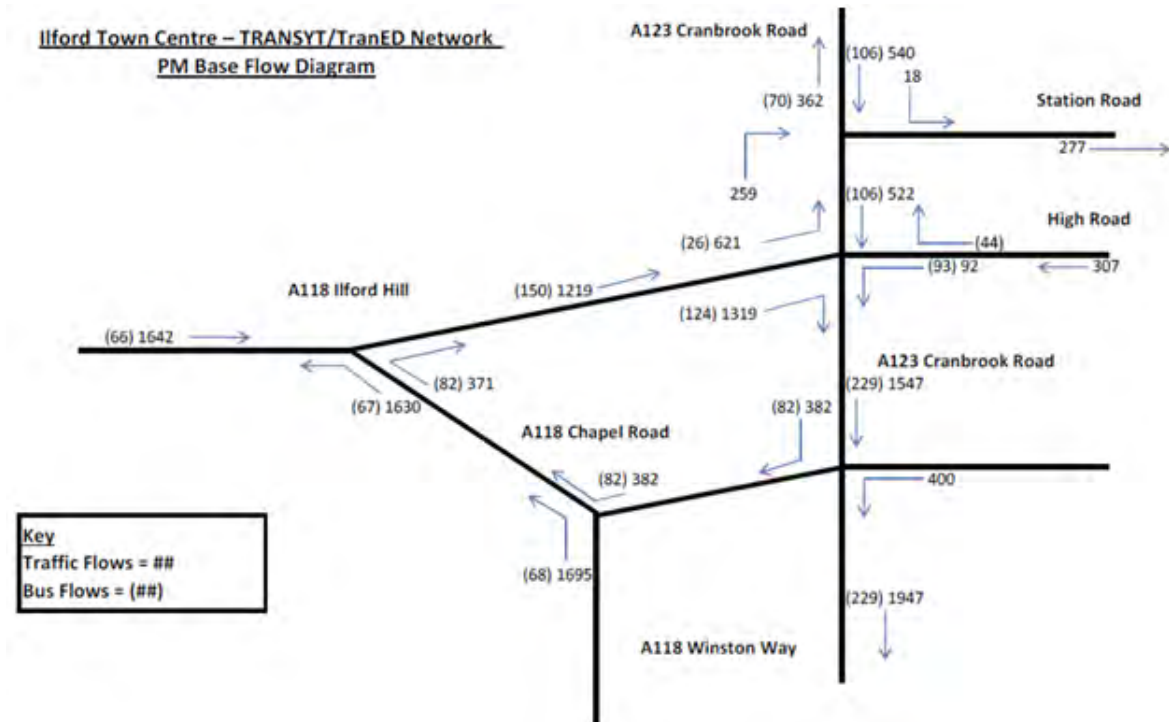 Ilford Town Centre – TRANSYT/TranED Network
PM Base Flow Diagram
A123 Cranbrook Road
(106) 540
18
(70) 362
Station Road
277
259
(106) 522
High Road
(26) 621
(44)
(93) 92
307
A118 Ilford Hill
(150) 1219
(124) 1319
(66) 1642
A123 Cranbrook Road
(82) 371
(229) 1547
(67) 1630
(82) 382
A118 Chapel Road
(82) 382
400
Key
Traffic Flows = ##
Bus Flows = (##)
(68) 1695
(229) 1947
A118 Winston Way